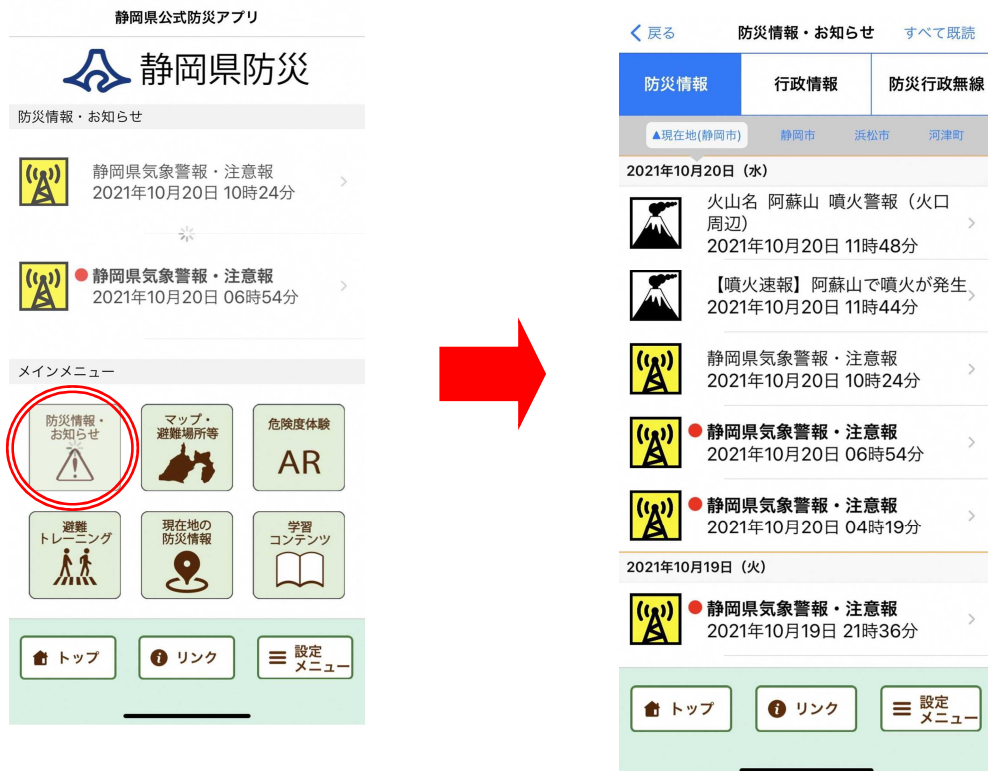 静岡県公式防災アプリ
静岡県防災
防災情報・お知らせ
静岡県気象警報・注意報
2021年10月20日 10時24分
静岡県気象警報・注意報
2021年10月20日 06時54分
メインメニュー
防災情報・
お知らせ
マップ・
避難場所等
危険度体験
AR
避難
トレーニング
現在地の
防災情報
学習
コンテンツ
トップ
リンク
設定
メニュー
戻る
防災情報・お知らせ
すべて既読
防災情報
行政情報
防災行政無線
▲現在地(静岡市)
静岡市
浜松市
河津町
2021年10月20日（水）
火山名 阿蘇山 噴火警報（火口
周辺）
2021年10月20日 11時48分
【噴火速報】阿蘇山で噴火が発生
2021年10月20日 11時44分
静岡県気象警報・注意報
2021年10月20日 10時24分
静岡県気象警報・注意報
2021年10月20日 06時54分
静岡県気象警報・注意報
2021年10月20日 04時19分
2021年10月19日（火）
静岡県気象警報・注意報
2021年10月19日 21時36分
トップ
リンク
設定
メニュー